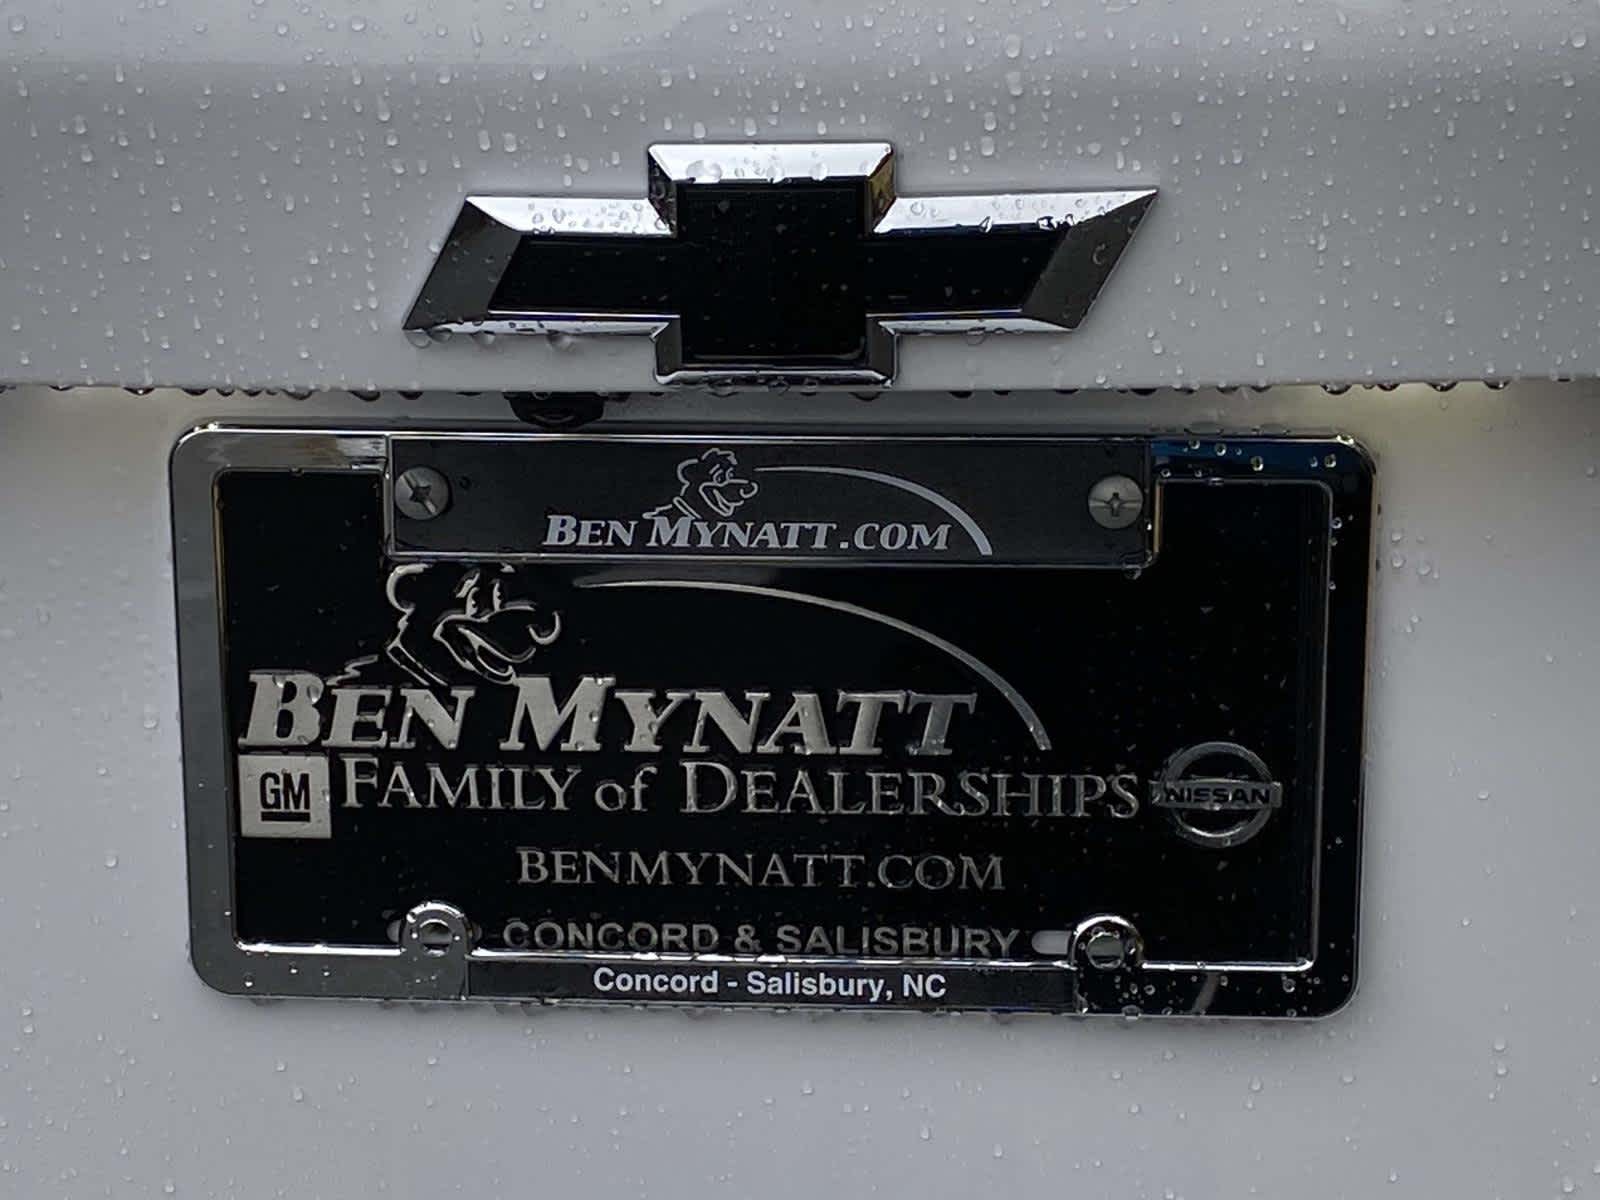 BEN MYNATT.COM
BEN MYNATT
GM FAMILY of DEALERSHIPS NISSAN
BENMYNATT.COM
CONCORD & SALISBURY
Concord - Salisbury, NC